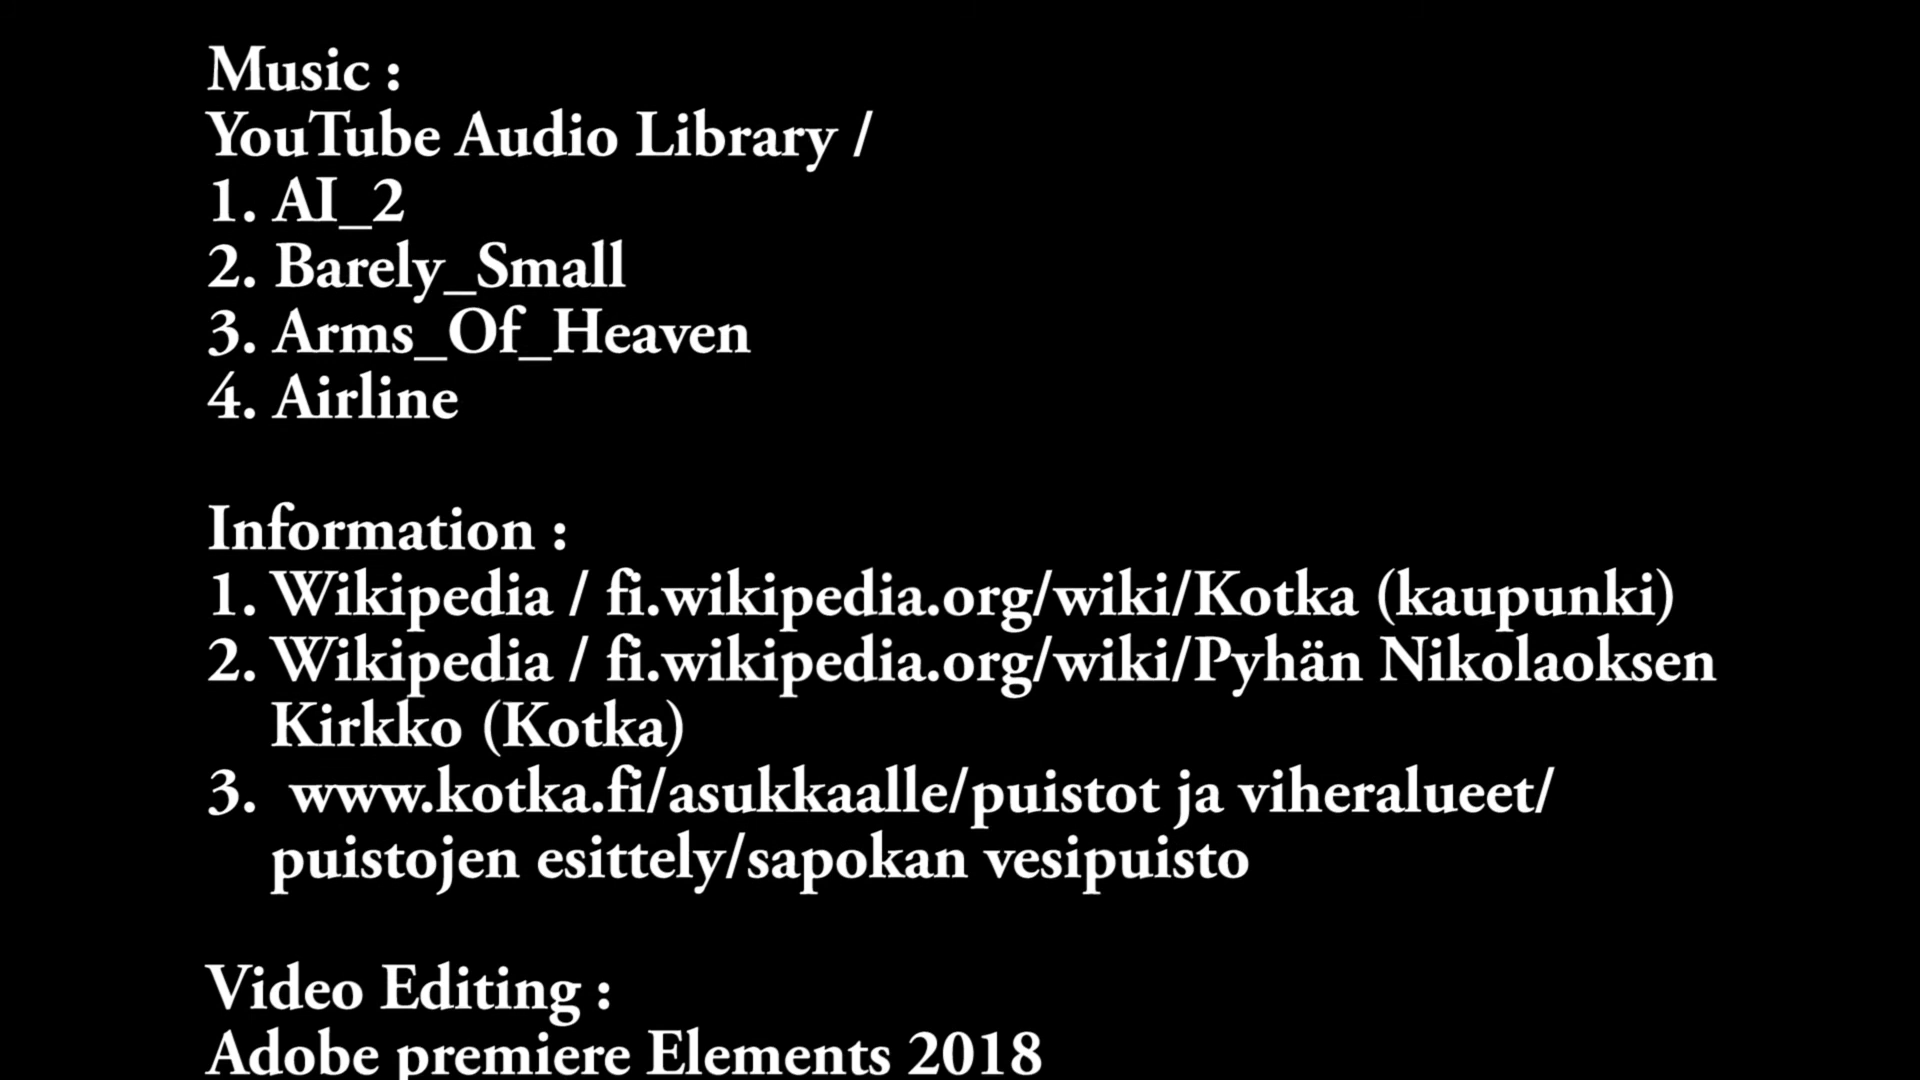 Music :
YouTube Audio Library /
1. AI_2
2. Barely_Small
3. Arms_Of_Heaven
4. Airline
Information :
1. Wikipedia / fi.wikipedia.org/wiki/Kotka (kaupunki)
2. Wikipedia / fi.wikipedia.org/wiki/Pyhän Nikolaoksen
Kirkko (Kotka)
3. www.kotka.fi/asukkaalle/puistot ja viheralueet/
puistojen esittely/sapokan vesipuisto
Video Editing :
Adobe premiere Elements 2018